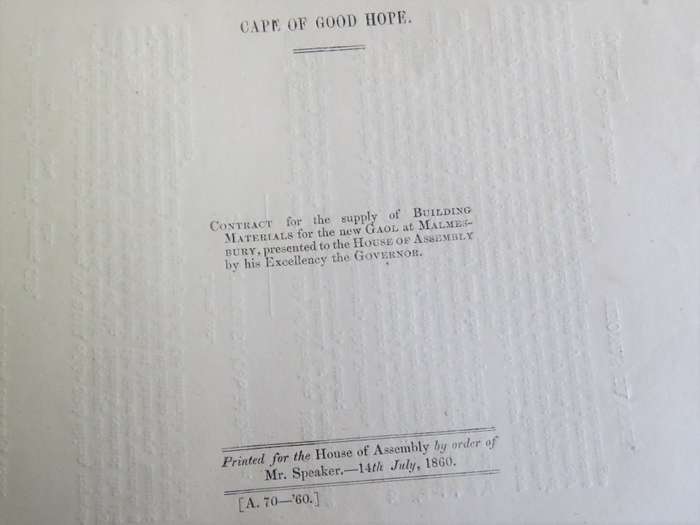 CAPE OF GOOD HOPE.
CONTRACT for the supply of BUILDING
MATERIALS for the new GAOL at MALMES-
BURY, presented to the HOUSE OF ASSEMBLY
by his Excellency the GOVERNOR.
Printed for the House of Assembly by order of
Mr. Speaker.—14th July, 1860.
[A. 70—'60.]